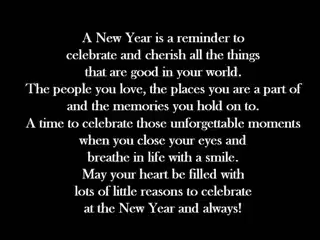 A New Year is a reminder to
celebrate and cherish all the things
that are good in your world.
The people you love, the places you are a part of
and the memories you hold on to.
A time to celebrate those unforgettable moments
when you close your eyes and
breathe in life with a smile.
May your heart be filled with
lots of little reasons to celebrate
at the New Year and always!